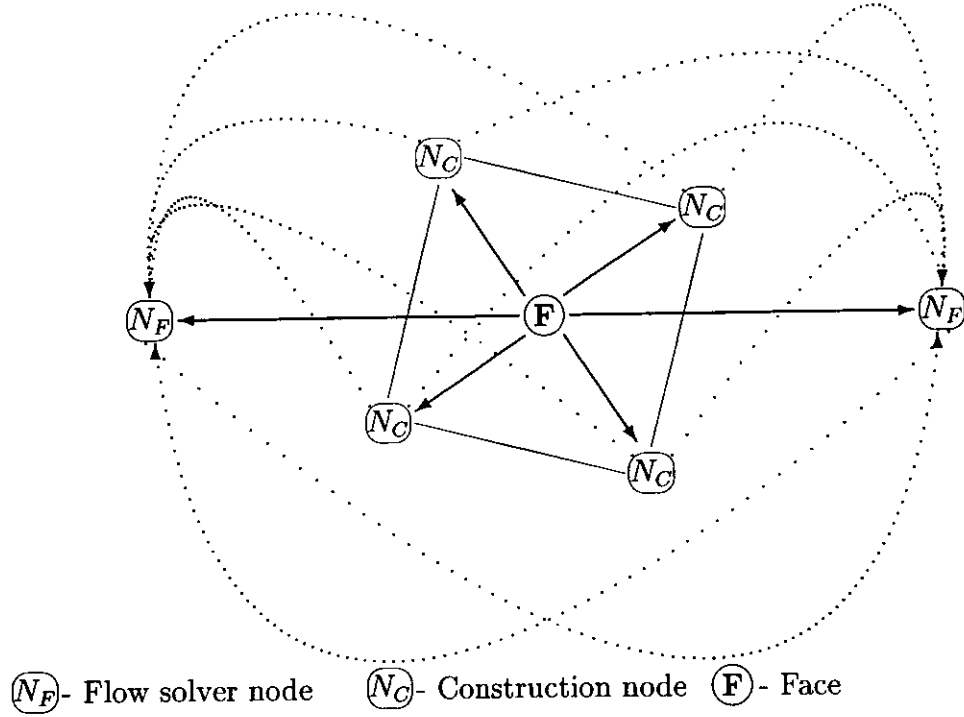 N_C
N_C
N_F F N_F
N_C
N_C
N_F - Flow solver node N_C - Construction node F - Face